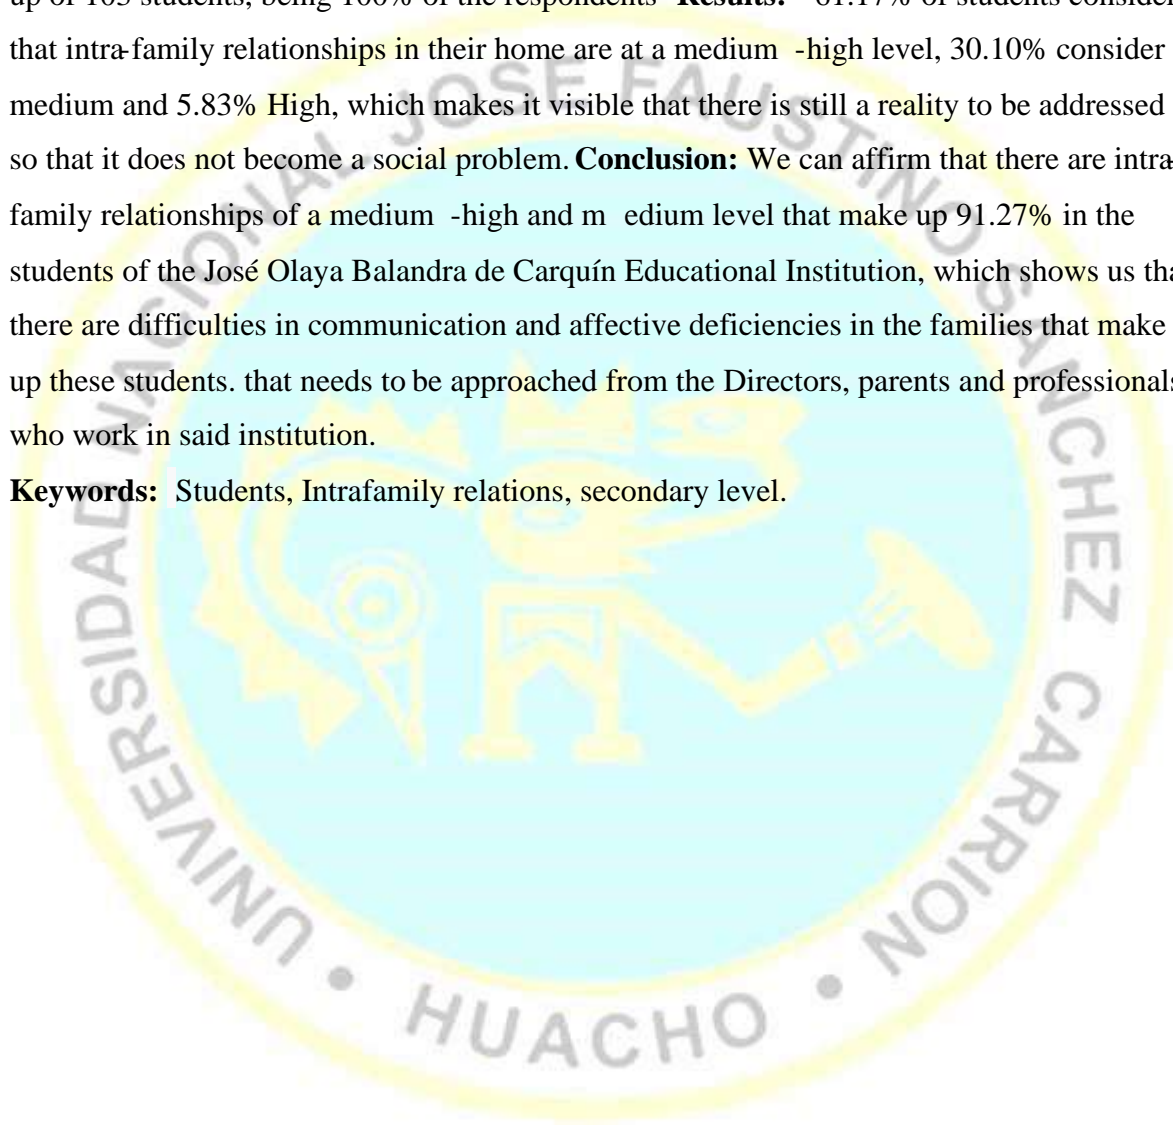 up of 103 students, being 100% of the respondents Results: 61.17% of students consider
that intra-family relationships in their home are at a medium -high level, 30.10% consider
medium and 5.83% High, which makes it visible that there is still a reality to be addressed
so that it does not become a social problem. Conclusion: We can affirm that there are intra-
family relationships of a medium -high and m edium level that make up 91.27% in the
students of the José Olaya Balandra de Carquín Educational Institution, which shows us tha
there are difficulties in communication and affective deficiencies in the families that make
up these students. that needs to be approached from the Directors, parents and professionals
who work in said institution.
Keywords: Students, Intrafamily relations, secondary level.
UNIVERSIDAD NACIONAL JOSE FAUSTINO SANCHEZ CARRION
• HUACHO •